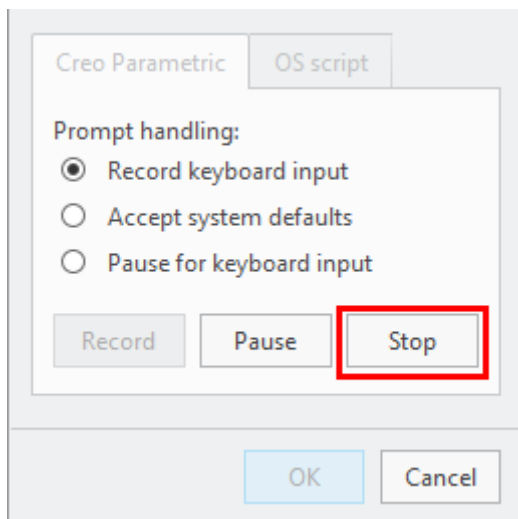 Creo Parametric OS script
Prompt handling:
Record keyboard input
Accept system defaults
Pause for keyboard input
Record Pause Stop
OK Cancel